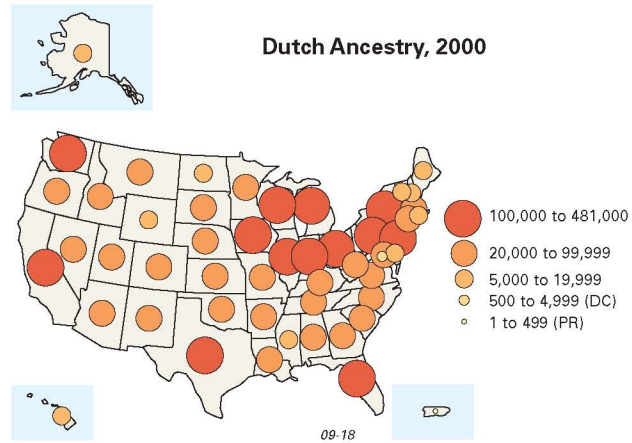 Dutch Ancestry, 2000
100,000 to 481,000
20,000 to 99,999
5,000 to 19,999
500 to 4,999 (DC)
1 to 499 (PR)
09-18